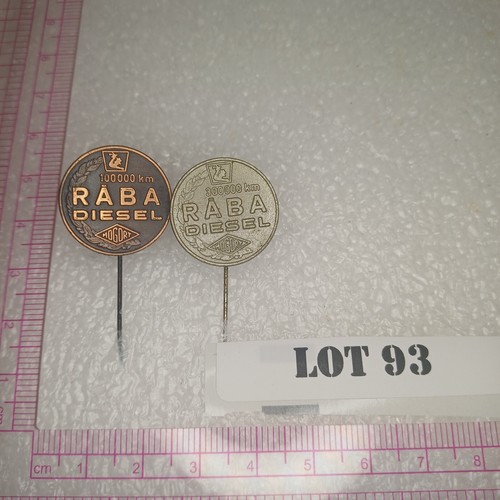 100000 km
RÁBA
DIESEL
MOGÜRT
300000 km
RÁBA
DIESEL
MOGÜRT
LOT 93
cm 1 2 3 4 5 6 7 8